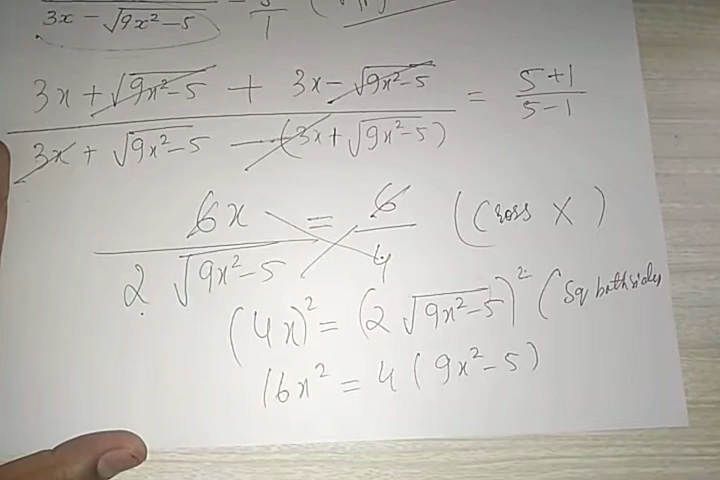 3x - √9x²-5 = 5/1
3x + √9x²-5 + 3x - √9x²-5 / 3x + √9x²-5 - (3x + √9x²-5) = 5+1 / 5-1
6x / 2 √9x²-5 = 6 / 4 (Cross X)
(4x)² = (2 √9x²-5)² (Sq both sides
16x² = 4 (9x²-5)